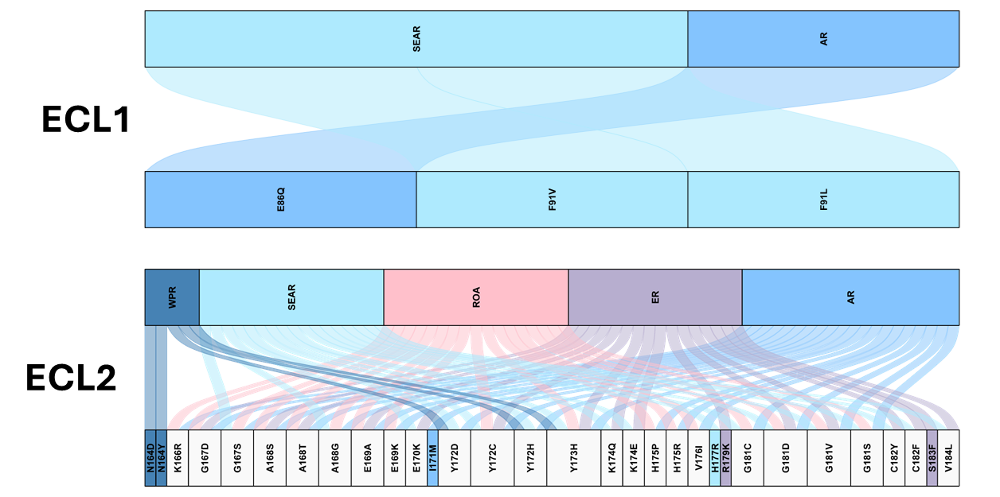 SEAR
AR
ECL1
E86Q
F91V
F91L
WPR
SEAR
ROA
ER
AR
ECL2
N164D
N164Y
K166R
G167D
G167S
A168S
A168T
A168G
E169A
E169K
E170K
I171M
Y172D
Y172C
Y172H
Y173H
K174Q
K174E
H175P
H175R
V176I
H177R
R179K
G181C
G181D
G181V
G181S
C182Y
C182F
S183F
V184L